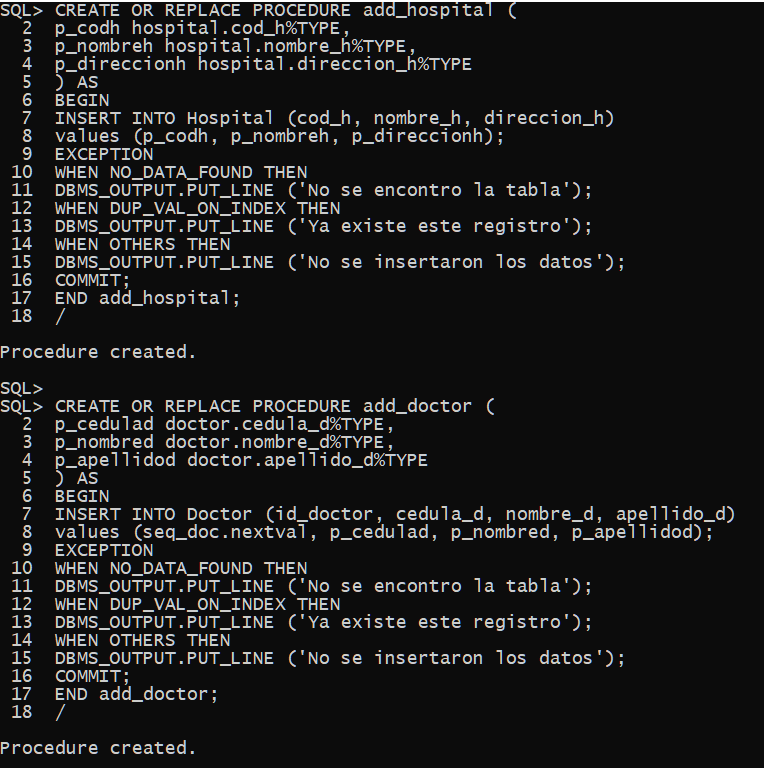 SQL> CREATE OR REPLACE PROCEDURE add_hospital (
  2  p_codh hospital.cod_h%TYPE,
  3  p_nombreh hospital.nombre_h%TYPE,
  4  p_direccionh hospital.direccion_h%TYPE
  5  ) AS
  6  BEGIN
  7  INSERT INTO Hospital (cod_h, nombre_h, direccion_h)
  8  values (p_codh, p_nombreh, p_direccionh);
  9  EXCEPTION
 10  WHEN NO_DATA_FOUND THEN
 11  DBMS_OUTPUT.PUT_LINE ('No se encontro la tabla');
 12  WHEN DUP_VAL_ON_INDEX THEN
 13  DBMS_OUTPUT.PUT_LINE ('Ya existe este registro');
 14  WHEN OTHERS THEN
 15  DBMS_OUTPUT.PUT_LINE ('No se insertaron los datos');
 16  COMMIT;
 17  END add_hospital;
 18  /
Procedure created.
SQL>
SQL> CREATE OR REPLACE PROCEDURE add_doctor (
  2  p_cedulad doctor.cedula_d%TYPE,
  3  p_nombred doctor.nombre_d%TYPE,
  4  p_apellidod doctor.apellido_d%TYPE
  5  ) AS
  6  BEGIN
  7  INSERT INTO Doctor (id_doctor, cedula_d, nombre_d, apellido_d)
  8  values (seq_doc.nextval, p_cedulad, p_nombred, p_apellidod);
  9  EXCEPTION
 10  WHEN NO_DATA_FOUND THEN
 11  DBMS_OUTPUT.PUT_LINE ('No se encontro la tabla');
 12  WHEN DUP_VAL_ON_INDEX THEN
 13  DBMS_OUTPUT.PUT_LINE ('Ya existe este registro');
 14  WHEN OTHERS THEN
 15  DBMS_OUTPUT.PUT_LINE ('No se insertaron los datos');
 16  COMMIT;
 17  END add_doctor;
 18  /
Procedure created.